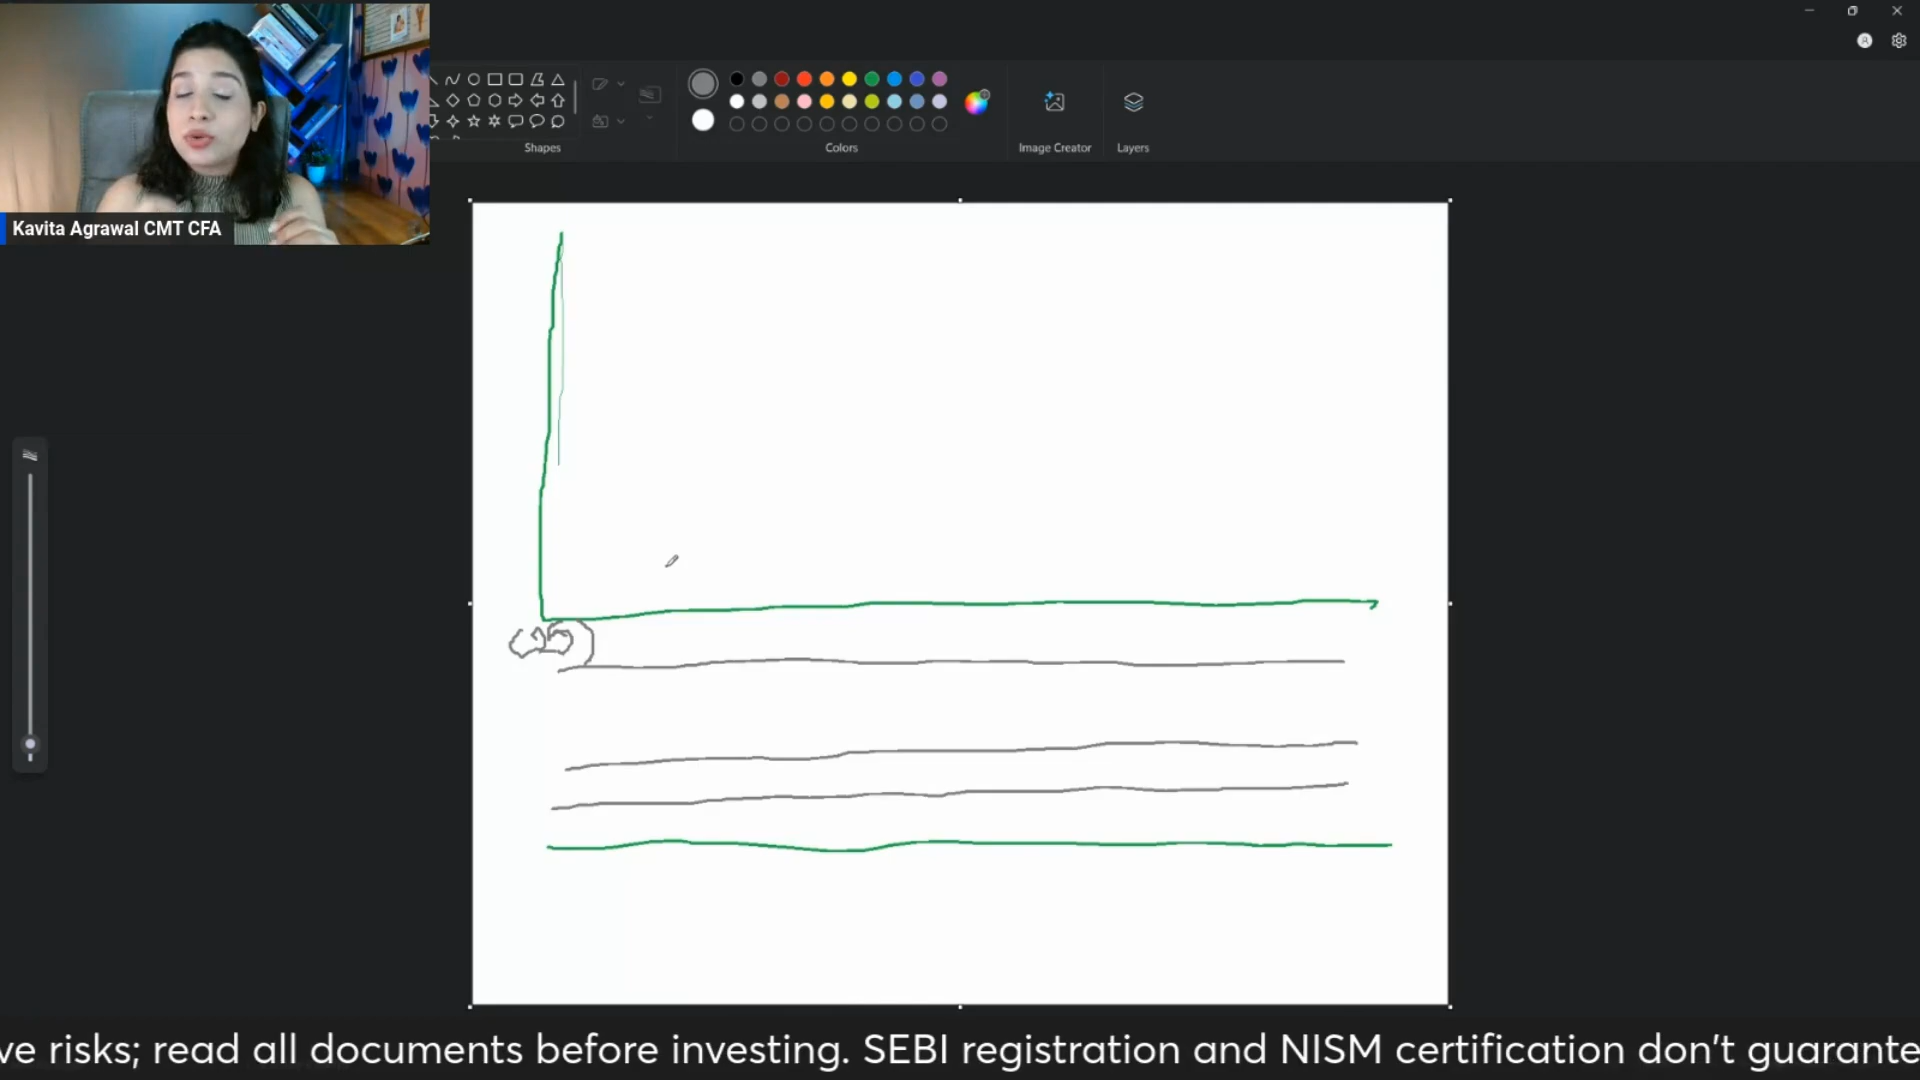 Kavita Agrawal CMT CFA
Shapes
Colors
Image Creator
Layers
ve risks; read all documents before investing. SEBI registration and NISM certification don't guarante